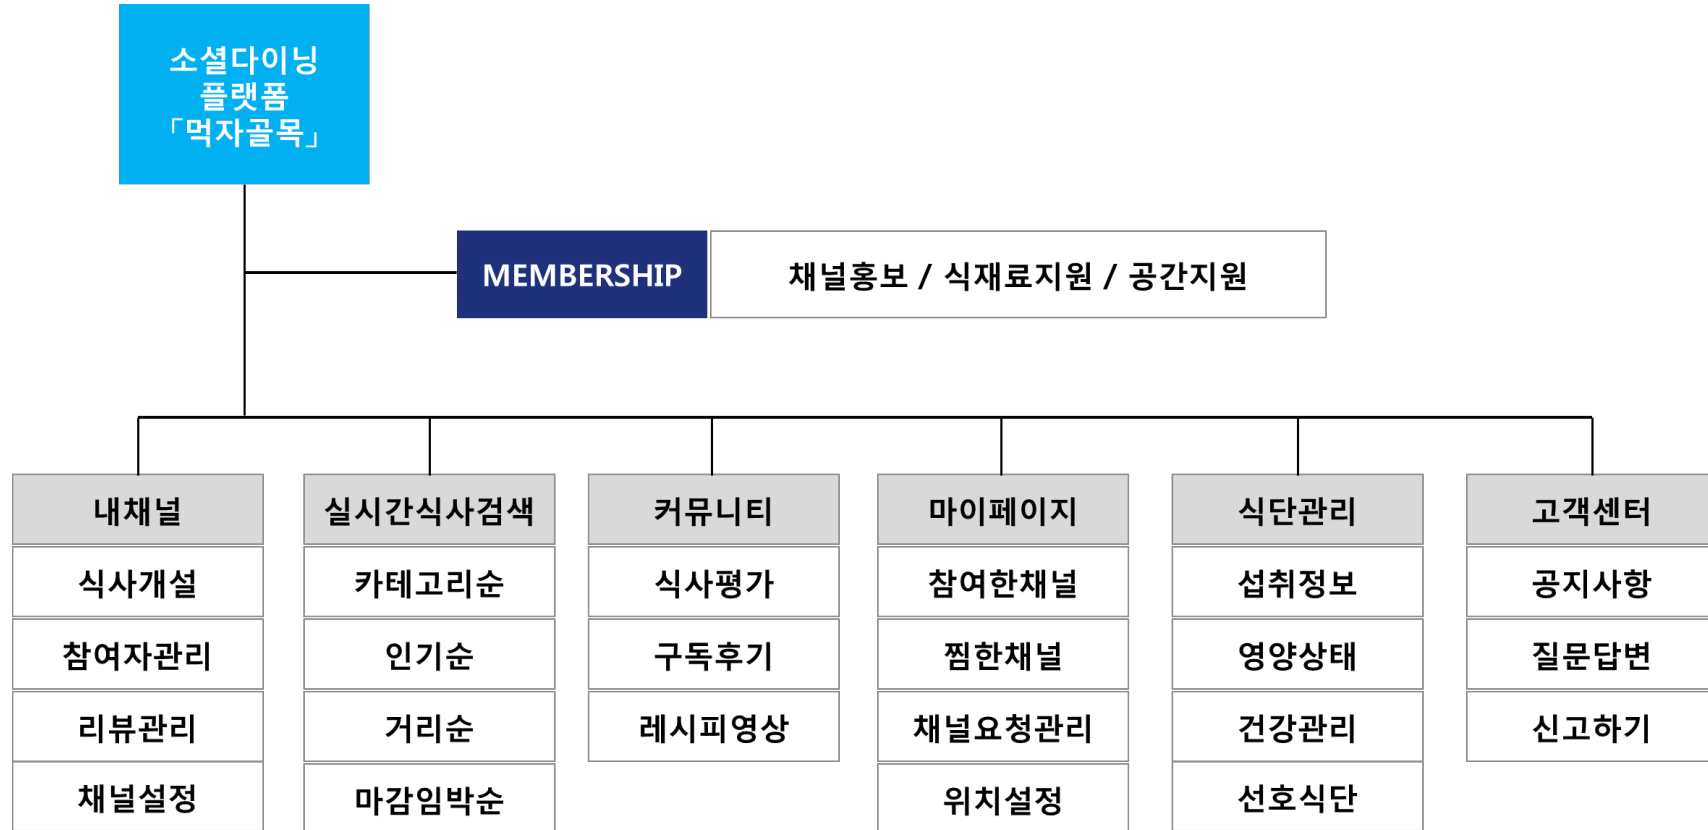 소셜다이닝
플랫폼
「먹자골목」
MEMBERSHIP
채널홍보 / 식재료지원 / 공간지원
내채널
식사개설
참여자관리
리뷰관리
채널설정
실시간식사검색
카테고리순
인기순
거리순
마감임박순
커뮤니티
식사평가
구독후기
레시피영상
마이페이지
참여한채널
찜한채널
채널요청관리
위치설정
식단관리
섭취정보
영양상태
건강관리
선호식단
고객센터
공지사항
질문답변
신고하기